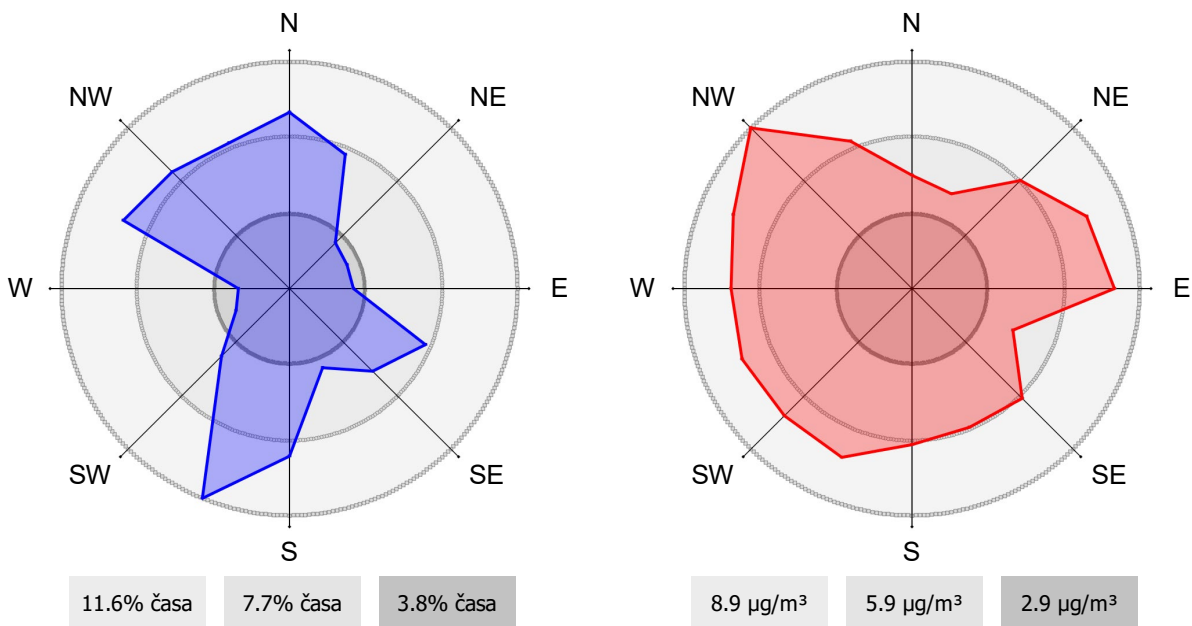 N
NE
E
SE
S
SW
W
NW
11.6% časa
7.7% časa
3.8% časa
N
NE
E
SE
S
SW
W
NW
8.9 µg/m³
5.9 µg/m³
2.9 µg/m³